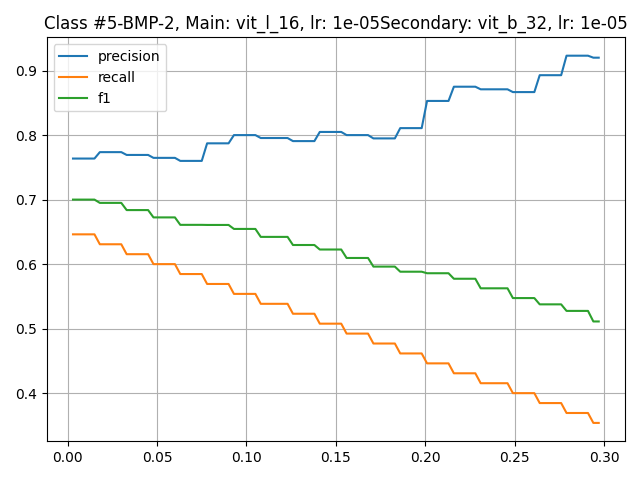 Class #5-BMP-2, Main: vit_l_16, lr: 1e-05Secondary: vit_b_32, lr: 1e-05
precision
recall
f1
0.9
0.8
0.7
0.6
0.5
0.4
0.00 0.05 0.10 0.15 0.20 0.25 0.30